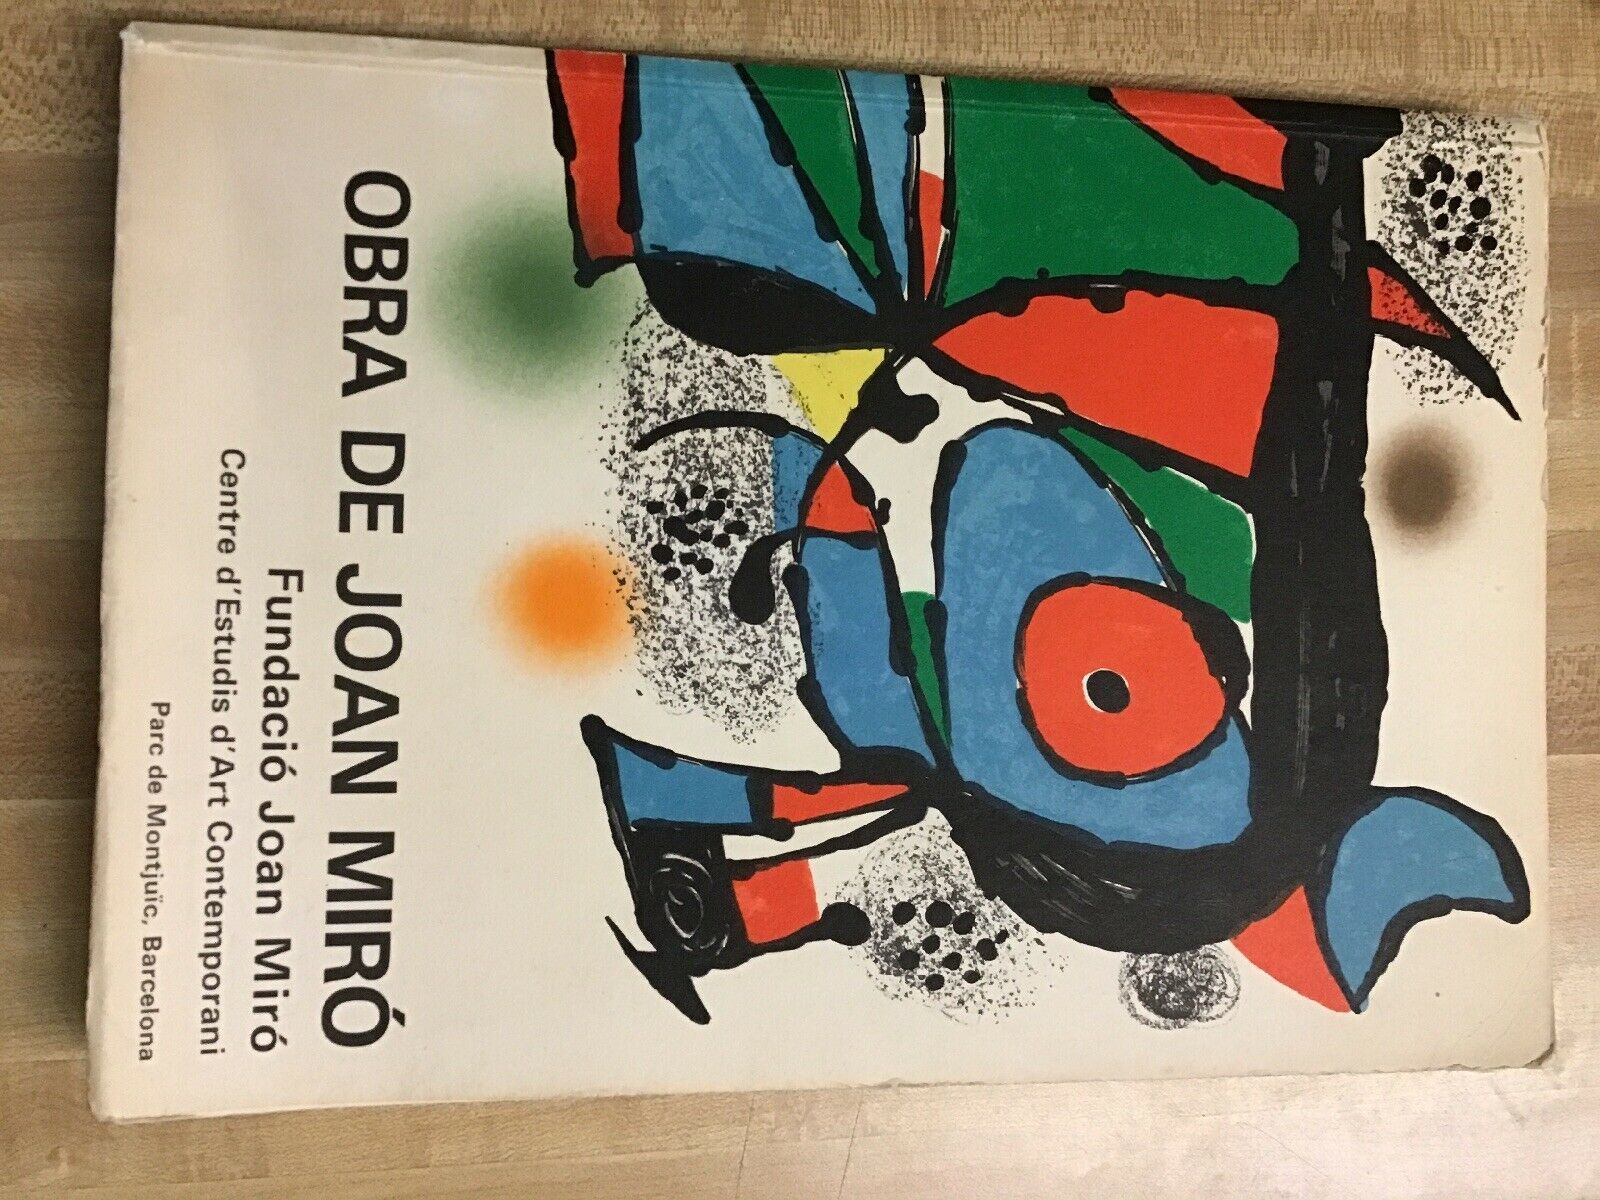 OBRA DE JOAN MIRÓ
Fundació Joan Miró
Centre d'Estudis d'Art Contemporani
Parc de Montjuïc, Barcelona